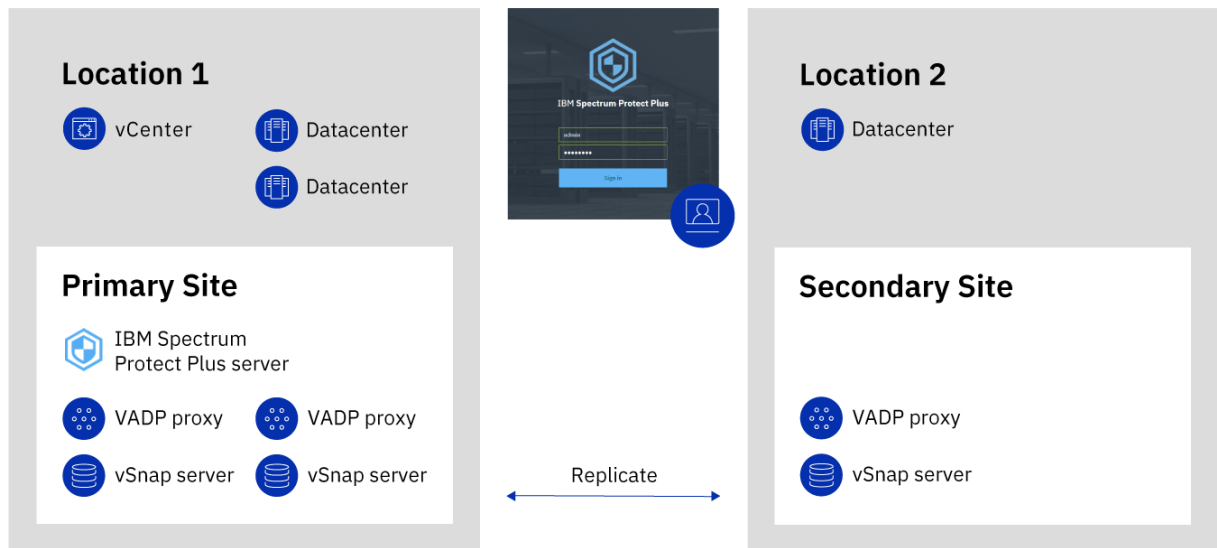 Location 1
vCenter
Datacenter
Datacenter
Primary Site
IBM Spectrum
Protect Plus server
VADP proxy
VADP proxy
vSnap server
vSnap server
IBM Spectrum Protect Plus
admin
••••••••
Sign In
Replicate
Location 2
Datacenter
Secondary Site
VADP proxy
vSnap server